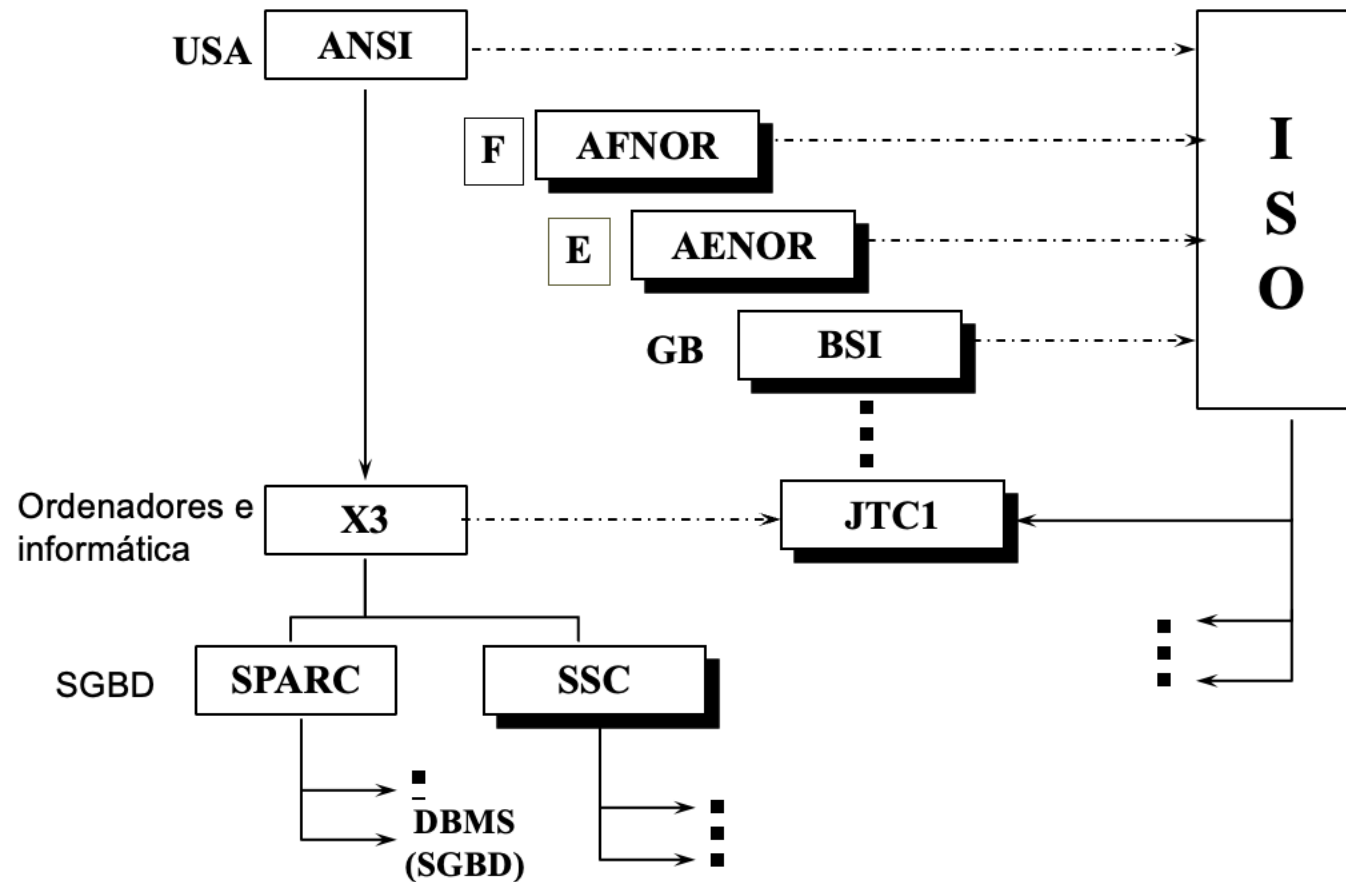 USA
ANSI
I
S
O
F
AFNOR
E
AENOR
GB
BSI
Ordenadores e
informática
X3
JTC1
SGBD
SPARC
SSC
DBMS
(SGBD)